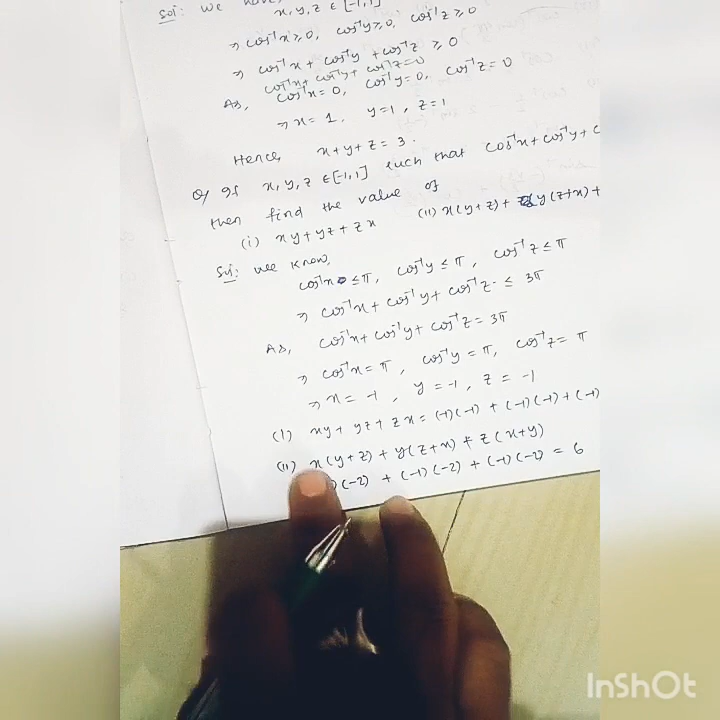 Sol: We have,
x, y, z ∈ [-1,1]
⇒ cos⁻¹x ≥ 0, cos⁻¹y ≥ 0, cos⁻¹z ≥ 0
⇒ cos⁻¹x + cos⁻¹y + cos⁻¹z ≥ 0
As, cos⁻¹x + cos⁻¹y + cos⁻¹z = 0
cos⁻¹x = 0, cos⁻¹y = 0, cos⁻¹z = 0
⇒ x = 1, y = 1, z = 1
Hence, x + y + z = 3.
Q/ If x, y, z ∈ [-1,1] such that cos⁻¹x + cos⁻¹y +
then find the value of
(i) xy + yz + zx (ii) x(y+z) + y(z+x) +
Sol: We know,
cos⁻¹x ≤ π, cos⁻¹y ≤ π, cos⁻¹z ≤ π
⇒ cos⁻¹x + cos⁻¹y + cos⁻¹z ≤ 3π
As, cos⁻¹x + cos⁻¹y + cos⁻¹z = 3π
⇒ cos⁻¹x = π, cos⁻¹y = π, cos⁻¹z = π
⇒ x = -1, y = -1, z = -1
(i) xy + yz + zx = (-1)(-1) + (-1)(-1) + (-1)
(ii) x(y+z) + y(z+x) + z(x+y)
)(-2) + (-1)(-2) + (-1)(-2) = 6
InShOt